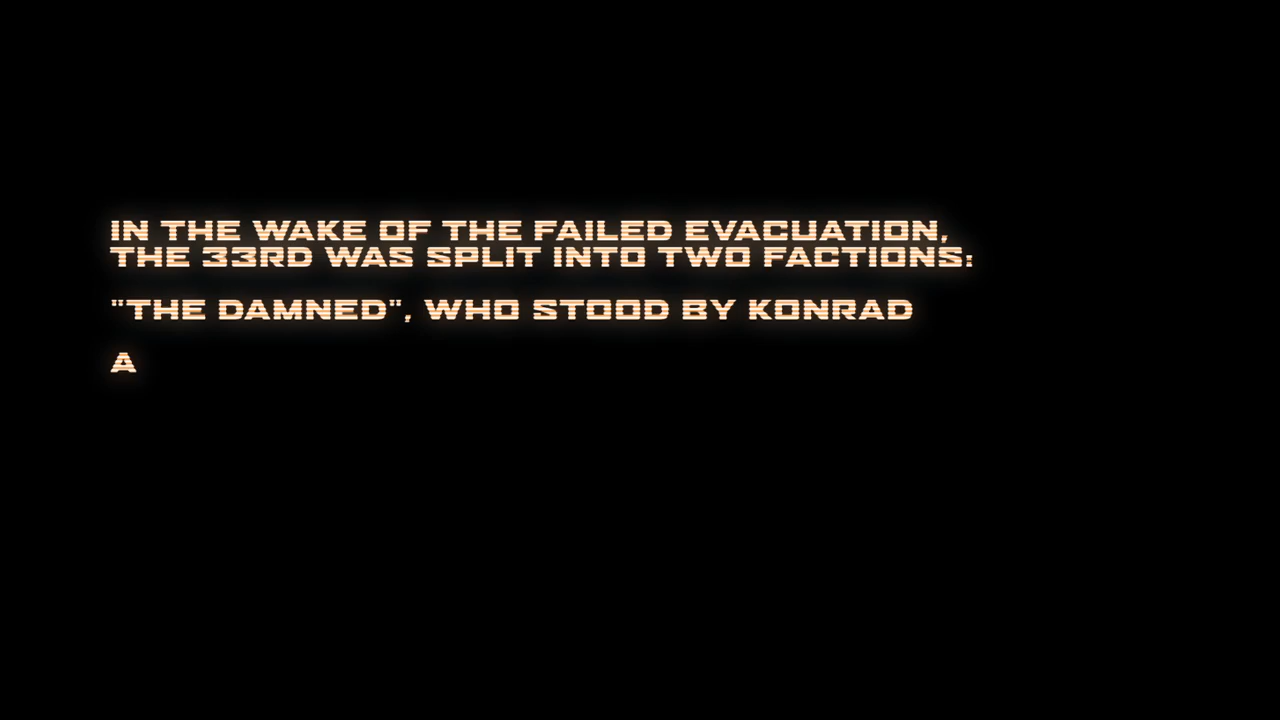 IN THE WAKE OF THE FAILED EVACUATION,
THE 33RD WAS SPLIT INTO TWO FACTIONS:
"THE DAMNED", WHO STOOD BY KONRAD
A